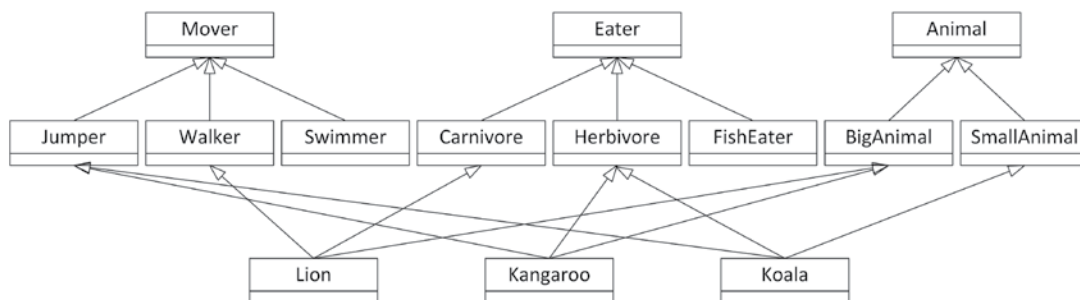 Mover Eater Animal
Jumper Walker Swimmer Carnivore Herbivore FishEater BigAnimal SmallAnimal
Lion Kangaroo Koala